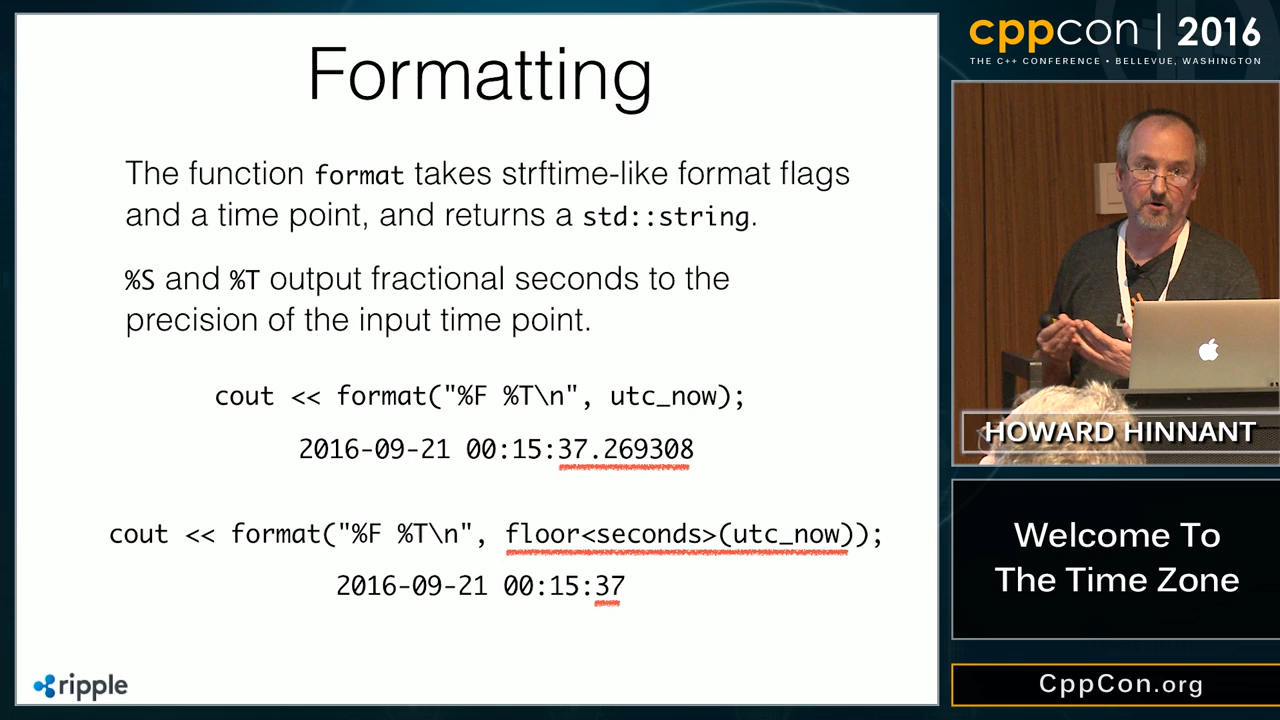 Formatting
The function format takes strftime-like format flags
and a time point, and returns a std::string.
%S and %T output fractional seconds to the
precision of the input time point.
cout << format("%F %T\n", utc_now);
2016-09-21 00:15:37.269308
cout << format("%F %T\n", floor<seconds>(utc_now));
2016-09-21 00:15:37
ripple
cppcon | 2016
THE C++ CONFERENCE • BELLEVUE, WASHINGTON
HOWARD HINNANT
Welcome To
The Time Zone
CppCon.org